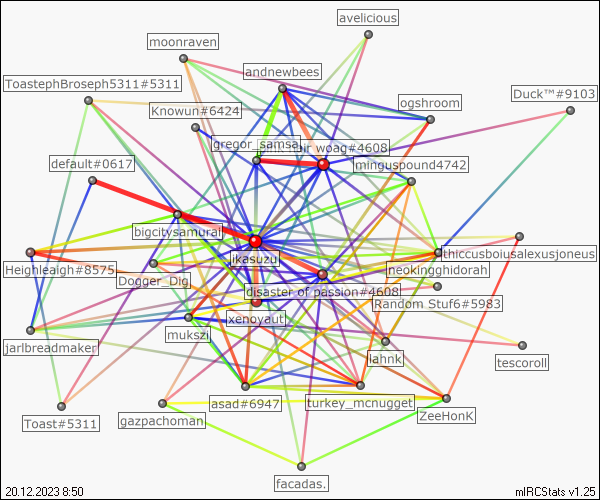 avelicious
moonraven
andnewbees
ToastephBroseph5311#5311
Duck™#9103
Knowun#6424
ogshroom
gregor_samsa
woag#4608
default#0617
minguspound4742
bigcitysamurai
thiccusboiusalexusjoneus
ikasuzu
Heighleaigh#8575
neokingghidorah
Dogger_Dig
disaster of passion#4608
Random Stuf6#5983
xenoyaut
mukszi
jarlbreadmaker
iahnk
tescoroll
asad#6947
turkey_mcnugget
Toast#5311
gazpachoman
ZeeHonK
facadas.
20.12.2023 8:50
mIRCStats v1.25